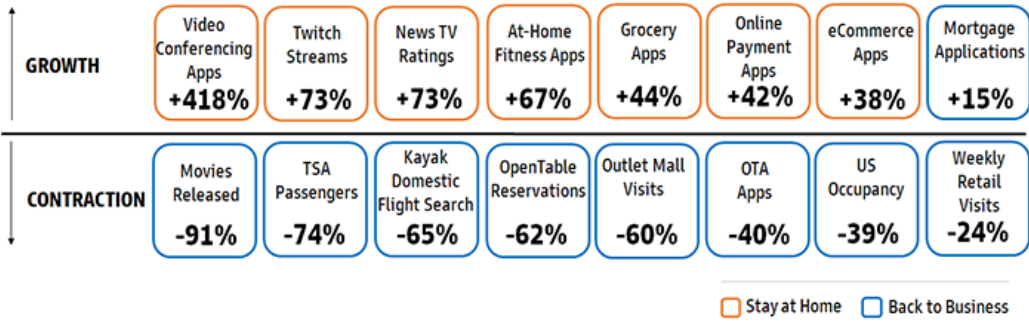 GROWTH
Video
Conferencing
Apps
+418%
Twitch
Streams
+73%
News TV
Ratings
+73%
At-Home
Fitness Apps
+67%
Grocery
Apps
+44%
Online
Payment
Apps
+42%
eCommerce
Apps
+38%
Mortgage
Applications
+15%
CONTRACTION
Movies
Released
-91%
TSA
Passengers
-74%
Kayak
Domestic
Flight Search
-65%
OpenTable
Reservations
-62%
Outlet Mall
Visits
-60%
OTA
Apps
-40%
US
Occupancy
-39%
Weekly
Retail
Visits
-24%
Stay at Home
Back to Business